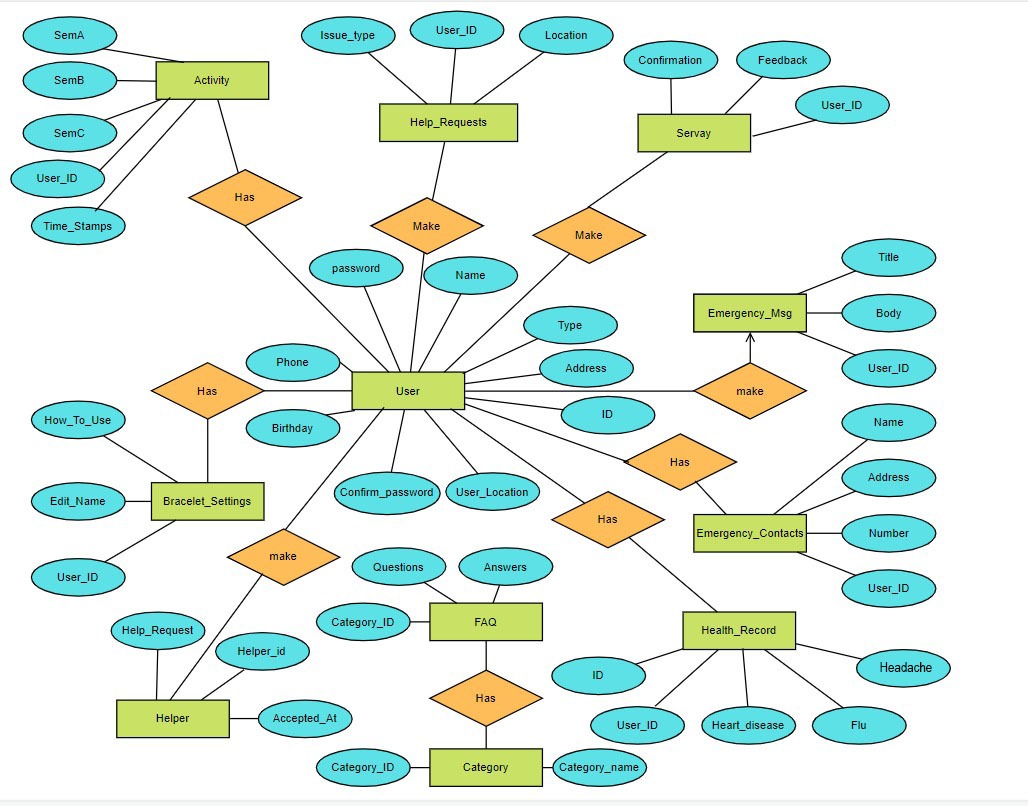 SemA
Issue_type
User_ID
Location
Confirmation
Feedback
SemB
Activity
User_ID
Help_Requests
Servay
SemC
User_ID
Has
Time_Stamps
Make
Make
password
Name
Title
Emergency_Msg
Body
Type
User_ID
Phone
Address
Has
User
make
Birthday
ID
How_To_Use
Name
Has
Address
Confirm_password
User_Location
Edit_Name
Bracelet_Settings
Has
Emergency_Contacts
Number
make
User_ID
Questions
Answers
User_ID
Help_Request
Category_ID
FAQ
Health_Record
Helper_id
ID
Headache
Has
Helper
Accepted_At
User_ID
Heart_disease
Flu
Category_ID
Category
Category_name